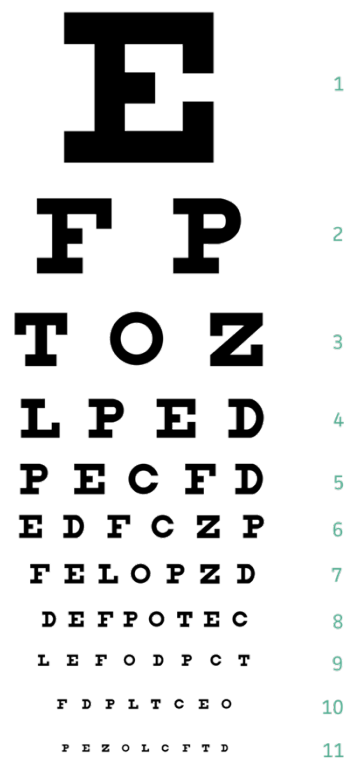 E 1
F P 2
T O Z 3
L P E D 4
P E C F D 5
E D F C Z P 6
F E L O P Z D 7
D E F P O T E C 8
L E F O D P C T 9
F D P L T C E O 10
P E Z O L C F T D 11